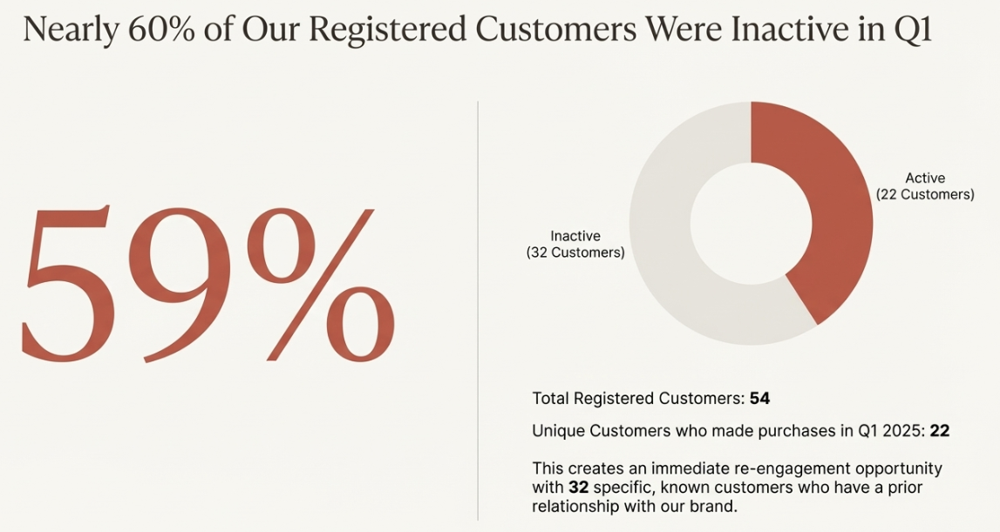 Nearly 60% of Our Registered Customers Were Inactive in Q1
59%
Active
(22 Customers)
Inactive
(32 Customers)
Total Registered Customers: 54
Unique Customers who made purchases in Q1 2025: 22
This creates an immediate re-engagement opportunity
with 32 specific, known customers who have a prior
relationship with our brand.